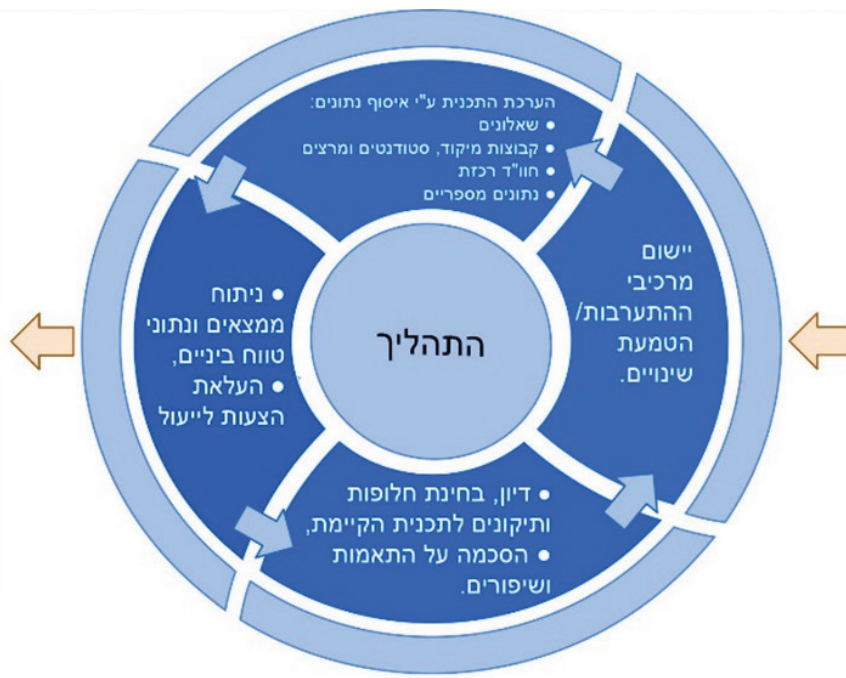 הערכת התכנית ע"י איסוף נתונים:
● שאלונים
● קבוצות מיקוד, סטודנטים ומרצים
● חוו"ד רכזת
● נתונים מספריים
יישום
מרכיבי
ההתערבות/
הטמעת
שינויים.
● ניתוח
ממצאים ונתוני
טווח ביניים,
● העלאת
הצעות לייעול
התהליך
● דיון, בחינת חלופות
ותיקונים לתכנית הקיימת,
● הסכמה על התאמות
ושיפורים.